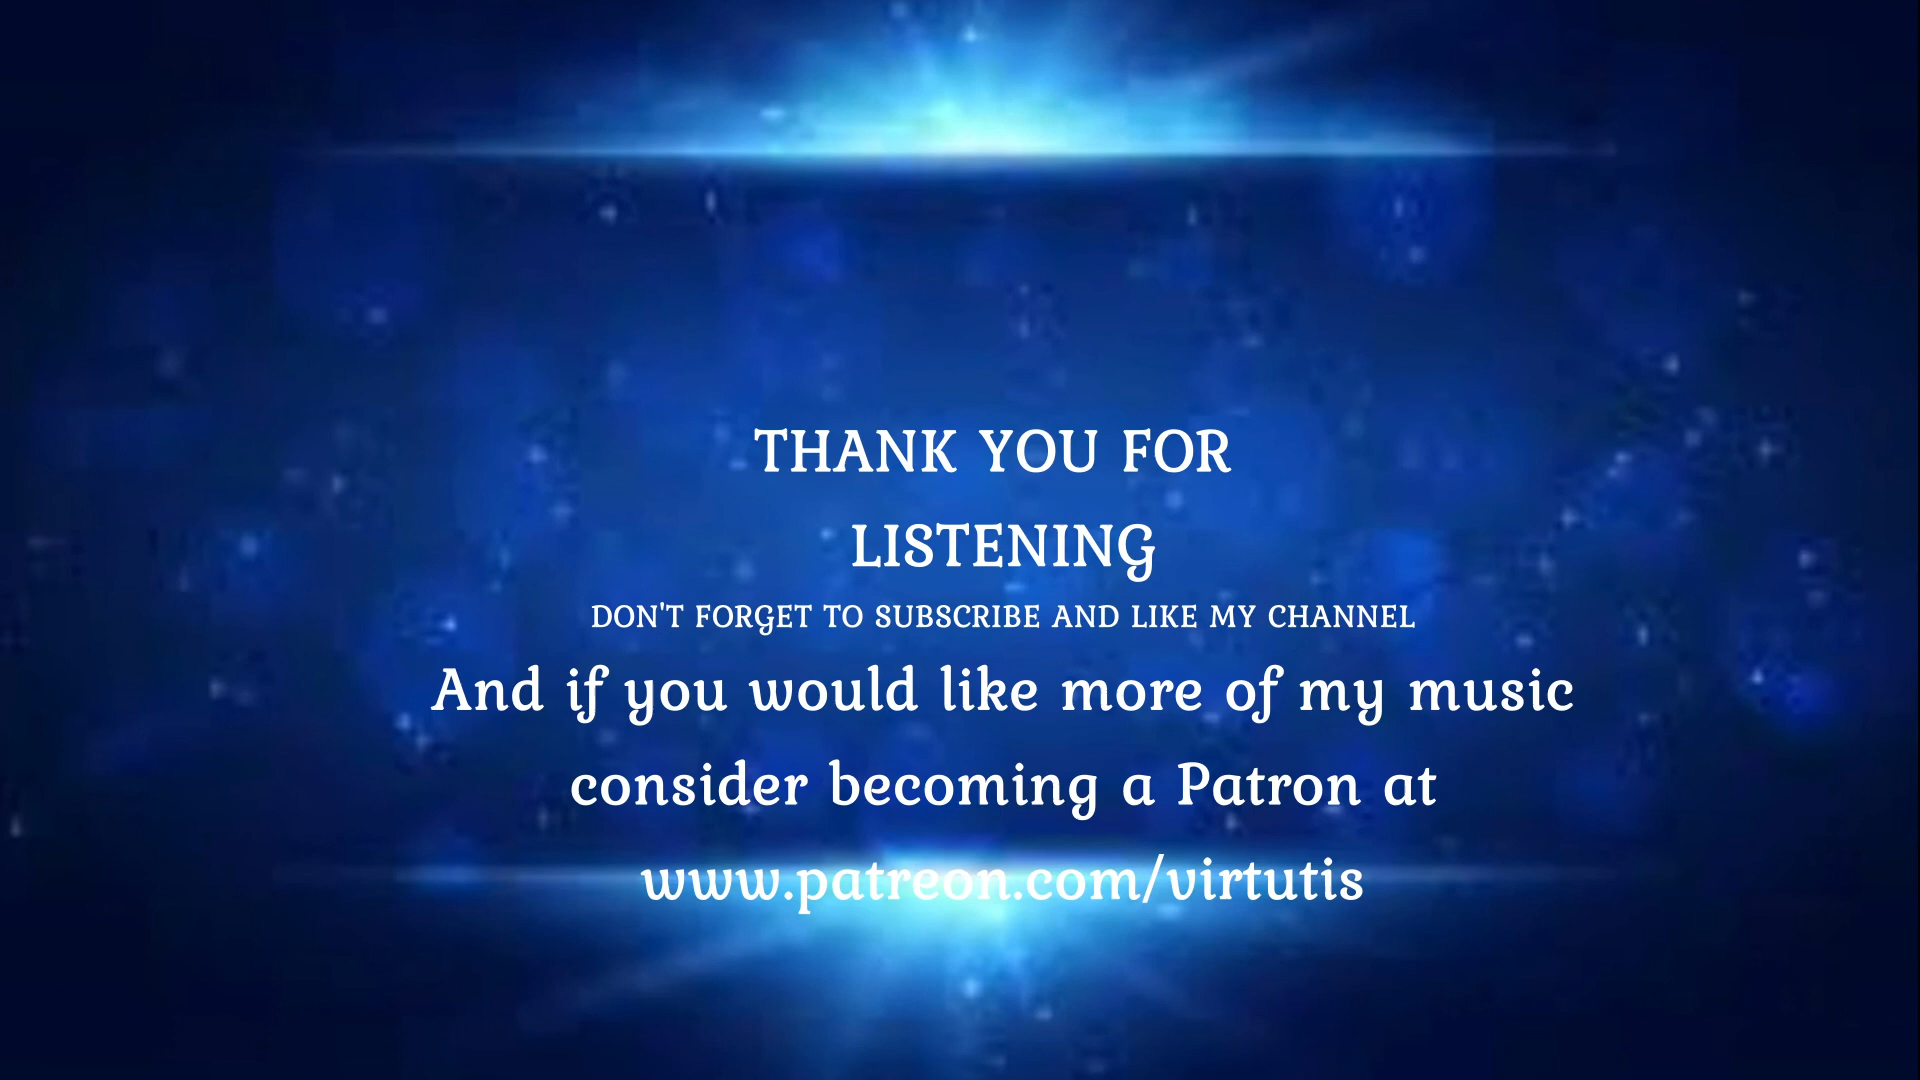 THANK YOU FOR
LISTENING
DON'T FORGET TO SUBSCRIBE AND LIKE MY CHANNEL
And if you would like more of my music
consider becoming a Patron at
www.patreon.com/virtutis